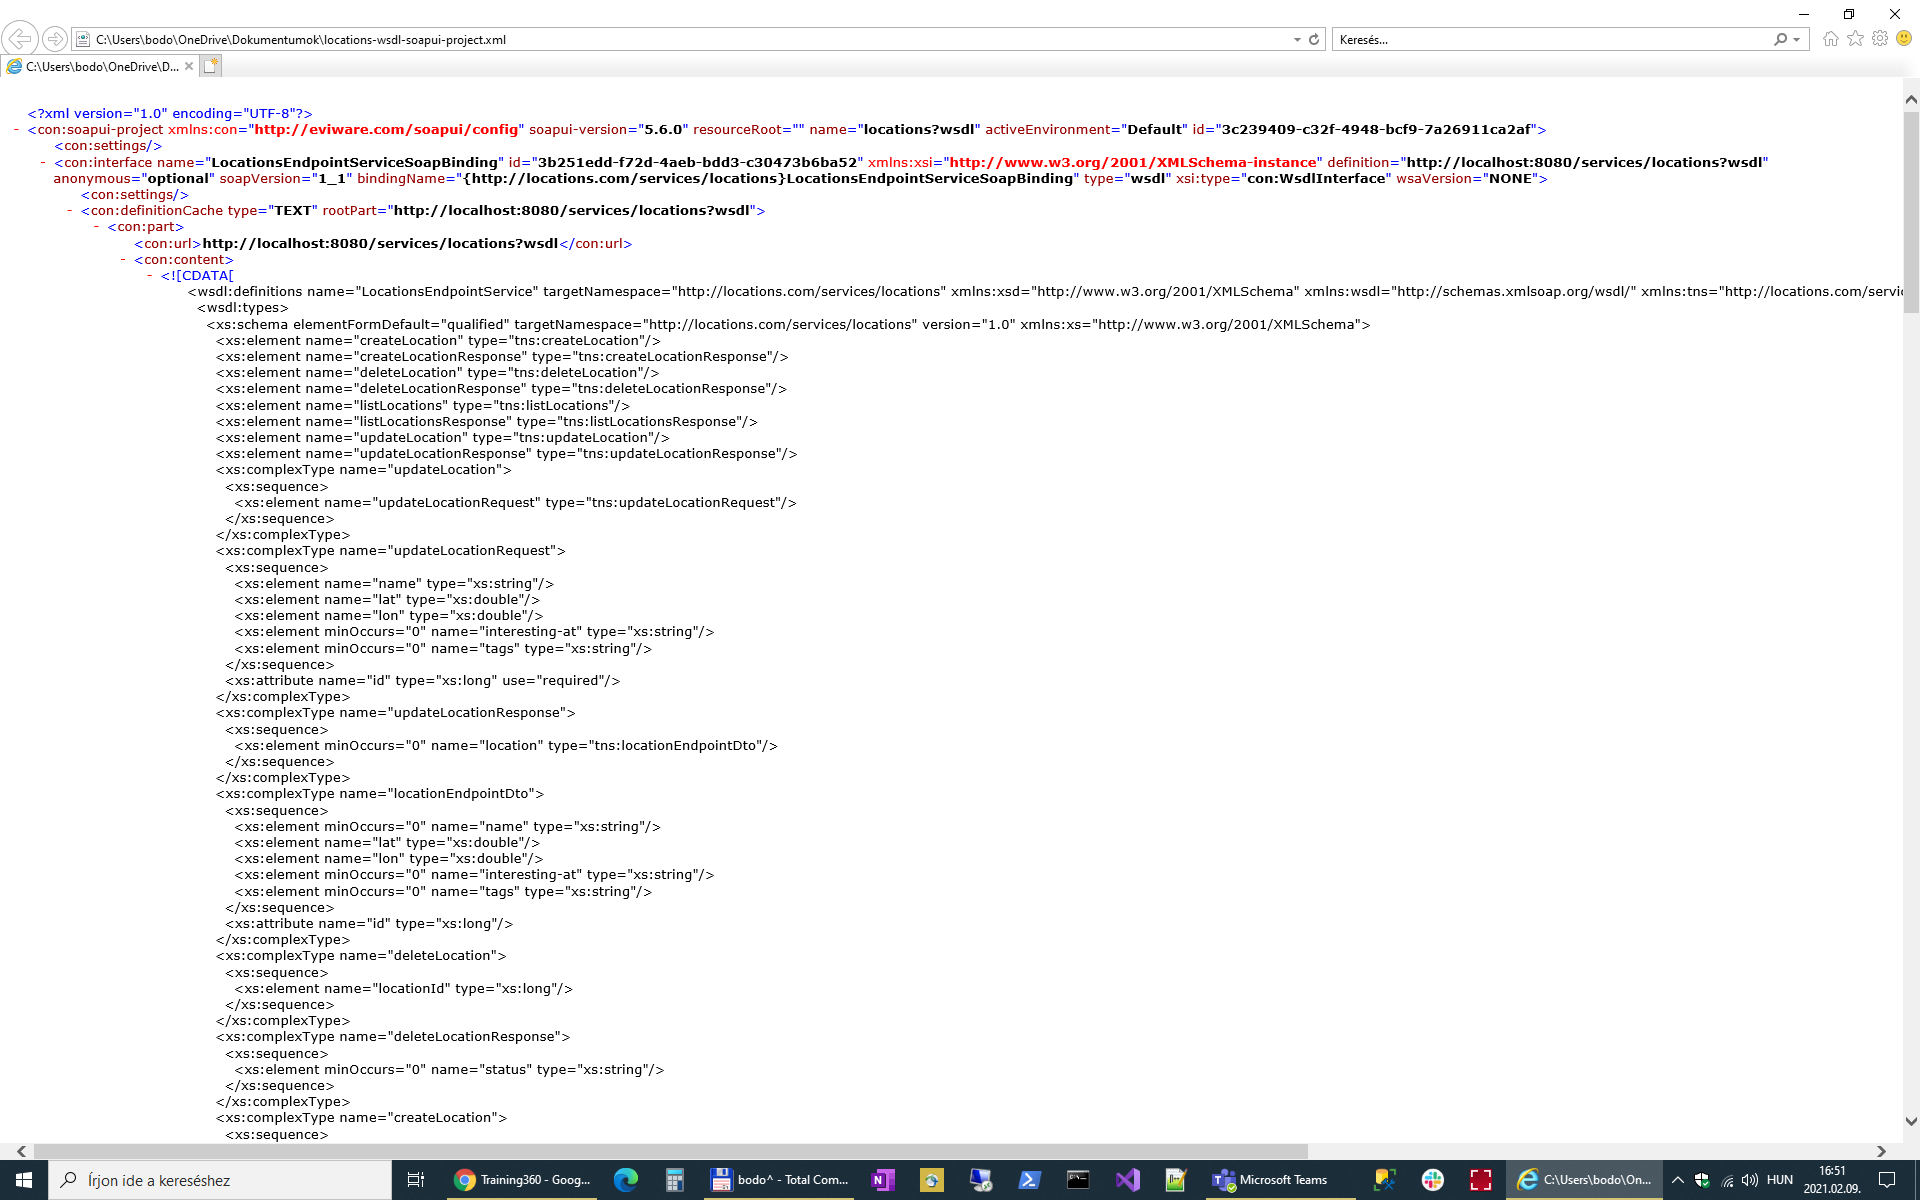 C:\Users\bodo\OneDrive\Dokumentumok\locations-wsdl-soapui-project.xml
Keresés...
C:\Users\bodo\OneDrive\D...
<?xml version="1.0" encoding="UTF-8"?>
- <con:soapui-project xmlns:con="http://eviware.com/soapui/config" soapui-version="5.6.0" resourceRoot="" name="locations?wsdl" activeEnvironment="Default" id="3c239409-c32f-4948-bcf9-7a26911ca2af">
<con:settings/>
- <con:interface name="LocationsEndpointServiceSoapBinding" id="3b251edd-f72d-4aeb-bdd3-c30473b6ba52" xmlns:xsi="http://www.w3.org/2001/XMLSchema-instance" definition="http://localhost:8080/services/locations?wsdl"
anonymous="optional" soapVersion="1_1" bindingName="{http://locations.com/services/locations}LocationsEndpointServiceSoapBinding" type="wsdl" xsi:type="con:WsdlInterface" wsaVersion="NONE">
<con:settings/>
- <con:definitionCache type="TEXT" rootPart="http://localhost:8080/services/locations?wsdl">
- <con:part>
<con:url>http://localhost:8080/services/locations?wsdl</con:url>
- <con:content>
- <![CDATA[
<wsdl:definitions name="LocationsEndpointService" targetNamespace="http://locations.com/services/locations" xmlns:xsd="http://www.w3.org/2001/XMLSchema" xmlns:wsdl="http://schemas.xmlsoap.org/wsdl/" xmlns:tns="http://locations.com/servi
<wsdl:types>
<xs:schema elementFormDefault="qualified" targetNamespace="http://locations.com/services/locations" version="1.0" xmlns:xs="http://www.w3.org/2001/XMLSchema">
<xs:element name="createLocation" type="tns:createLocation"/>
<xs:element name="createLocationResponse" type="tns:createLocationResponse"/>
<xs:element name="deleteLocation" type="tns:deleteLocation"/>
<xs:element name="deleteLocationResponse" type="tns:deleteLocationResponse"/>
<xs:element name="listLocations" type="tns:listLocations"/>
<xs:element name="listLocationsResponse" type="tns:listLocationsResponse"/>
<xs:element name="updateLocation" type="tns:updateLocation"/>
<xs:element name="updateLocationResponse" type="tns:updateLocationResponse"/>
<xs:complexType name="updateLocation">
<xs:sequence>
<xs:element name="updateLocationRequest" type="tns:updateLocationRequest"/>
</xs:sequence>
</xs:complexType>
<xs:complexType name="updateLocationRequest">
<xs:sequence>
<xs:element name="name" type="xs:string"/>
<xs:element name="lat" type="xs:double"/>
<xs:element name="lon" type="xs:double"/>
<xs:element minOccurs="0" name="interesting-at" type="xs:string"/>
<xs:element minOccurs="0" name="tags" type="xs:string"/>
</xs:sequence>
<xs:attribute name="id" type="xs:long" use="required"/>
</xs:complexType>
<xs:complexType name="updateLocationResponse">
<xs:sequence>
<xs:element minOccurs="0" name="location" type="tns:locationEndpointDto"/>
</xs:sequence>
</xs:complexType>
<xs:complexType name="locationEndpointDto">
<xs:sequence>
<xs:element minOccurs="0" name="name" type="xs:string"/>
<xs:element name="lat" type="xs:double"/>
<xs:element name="lon" type="xs:double"/>
<xs:element minOccurs="0" name="interesting-at" type="xs:string"/>
<xs:element minOccurs="0" name="tags" type="xs:string"/>
</xs:sequence>
<xs:attribute name="id" type="xs:long"/>
</xs:complexType>
<xs:complexType name="deleteLocation">
<xs:sequence>
<xs:element name="locationId" type="xs:long"/>
</xs:sequence>
</xs:complexType>
<xs:complexType name="deleteLocationResponse">
<xs:sequence>
<xs:element minOccurs="0" name="status" type="xs:string"/>
</xs:sequence>
</xs:complexType>
<xs:complexType name="createLocation">
<xs:sequence>
Írjon ide a kereséshez
Training360 - Goog...
bodo^ - Total Com...
Microsoft Teams
C:\Users\bodo\On...
HUN
16:51
2021.02.09.